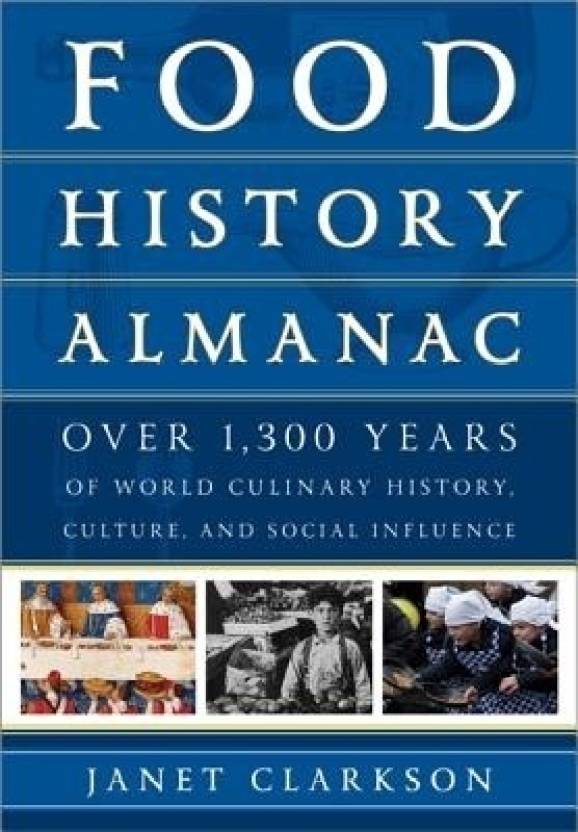 FOOD
HISTORY
ALMANAC
OVER 1,300 YEARS
OF WORLD CULINARY HISTORY,
CULTURE, AND SOCIAL INFLUENCE
JANET CLARKSON